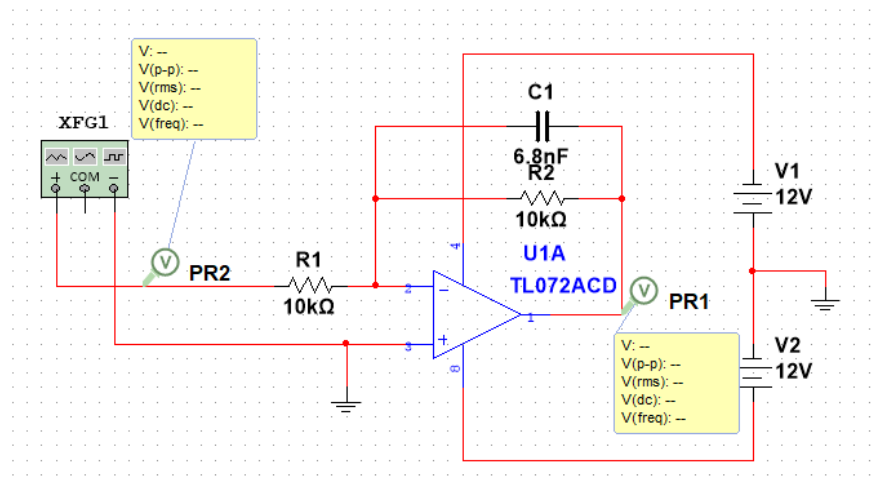 V: --
V(p-p): --
V(rms): --
V(dc): --
V(freq): --
XFG1
+ COM −
PR2
C1
6.8nF
R2
10kΩ
R1
10kΩ
U1A
TL072ACD
4
2
3
8
1
−
+
PR1
V: --
V(p-p): --
V(rms): --
V(dc): --
V(freq): --
V1
12V
V2
12V
V
V